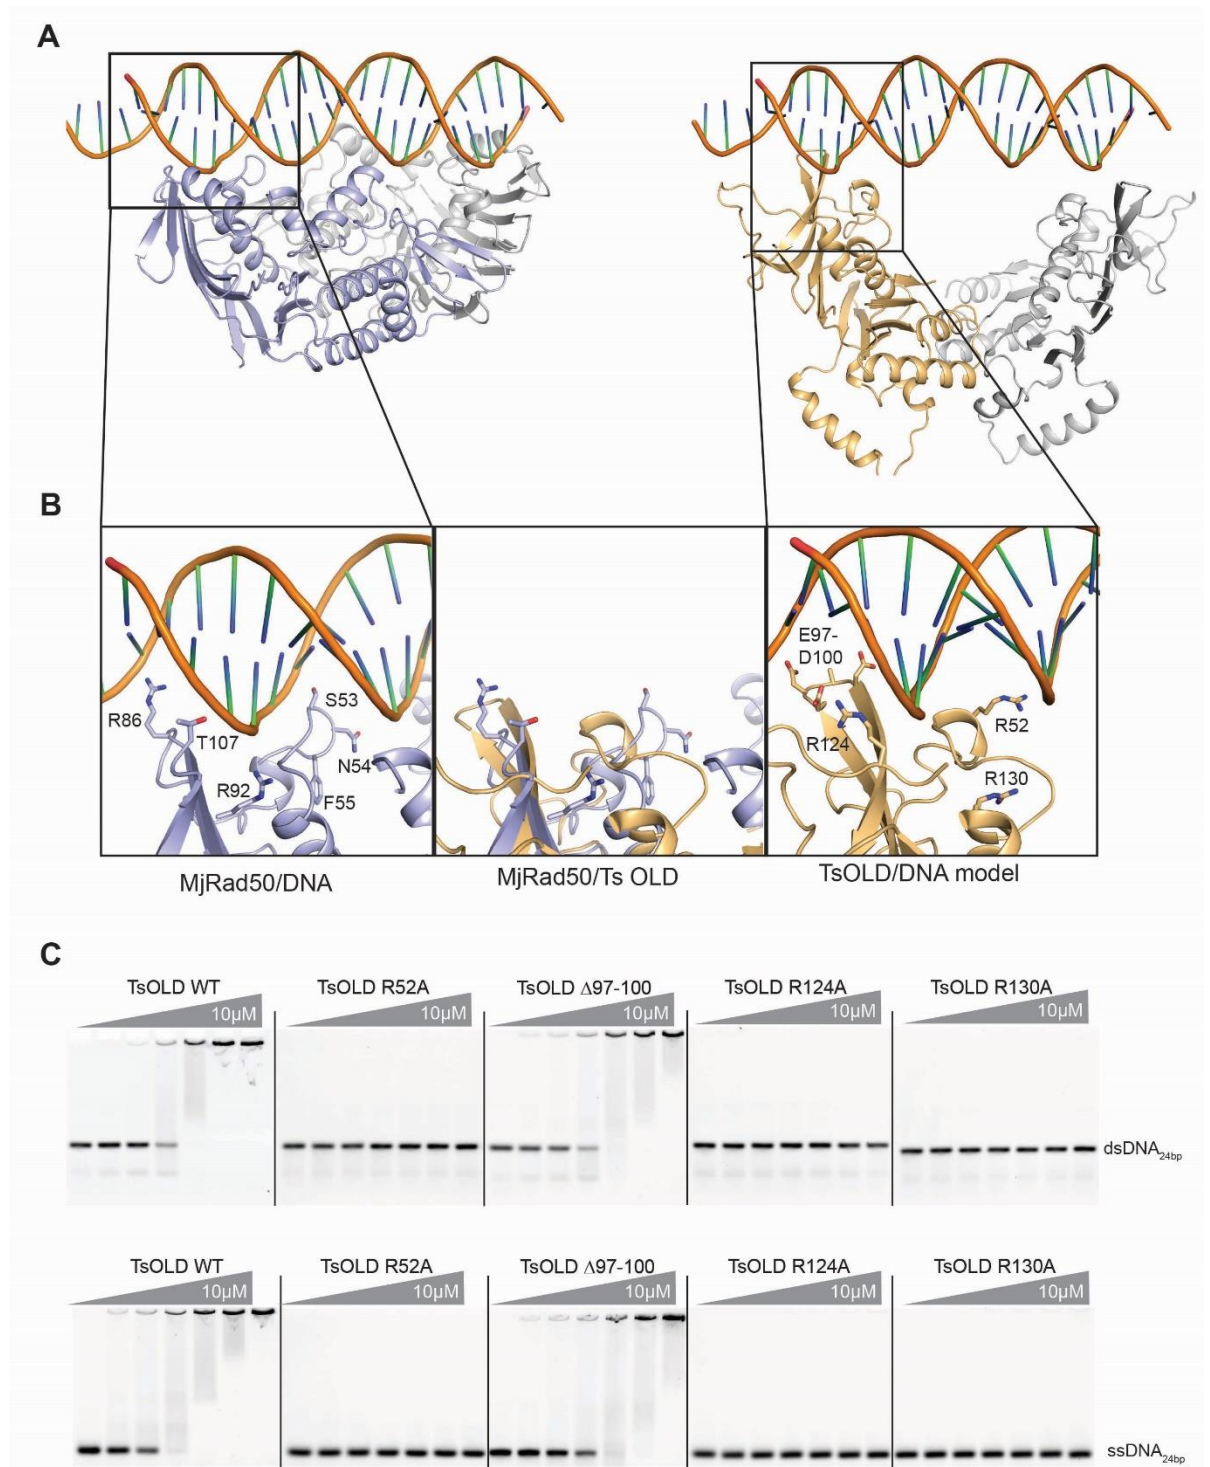 A
B
E97-
D100
S53
R86
T107
R52
N54
R124
R92
F55
R130
MjRad50/DNA
MjRad50/Ts OLD
TsOLD/DNA model
C
TsOLD WT
TsOLD R52A
TsOLD Δ97-100
TsOLD R124A
TsOLD R130A
10µM
10µM
10µM
10µM
10µM
dsDNA24bp
TsOLD WT
TsOLD R52A
TsOLD Δ97-100
TsOLD R124A
TsOLD R130A
10µM
10µM
10µM
10µM
10µM
ssDNA24bp